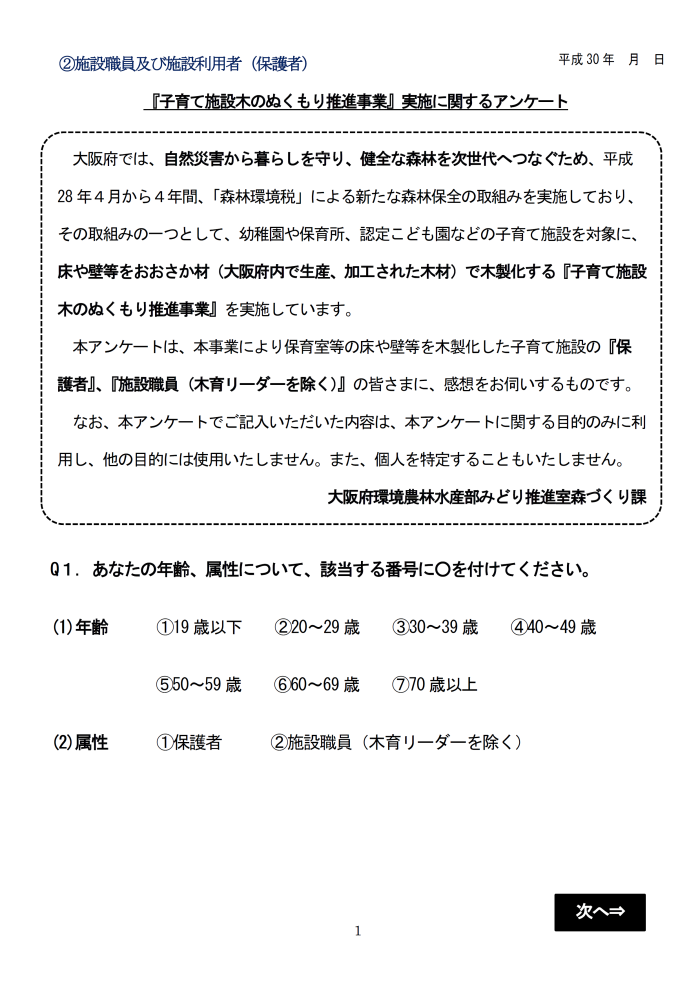 ②施設職員及び施設利用者（保護者）
平成 30 年　月　日
『子育て施設木のぬくもり推進事業』実施に関するアンケート
大阪府では、自然災害から暮らしを守り、健全な森林を次世代へつなぐため、平成
28 年４月から４年間、「森林環境税」による新たな森林保全の取組みを実施しており、
その取組みの一つとして、幼稚園や保育所、認定こども園などの子育て施設を対象に、
床や壁等をおおさか材（大阪府内で生産、加工された木材）で木製化する『子育て施設
木のぬくもり推進事業』を実施しています。
本アンケートは、本事業により保育室等の床や壁等を木製化した子育て施設の『保
護者』、『施設職員（木育リーダーを除く）』の皆さまに、感想をお伺いするものです。
なお、本アンケートでご記入いただいた内容は、本アンケートに関する目的のみに利
用し、他の目的には使用いたしません。また、個人を特定することもいたしません。
大阪府環境農林水産部みどり推進室森づくり課
Q１．あなたの年齢、属性について、該当する番号に〇を付けてください。
(1)年齢　①19 歳以下　②20～29 歳　③30～39 歳　④40～49 歳
⑤50～59 歳　⑥60～69 歳　⑦70 歳以上
(2)属性　①保護者　②施設職員（木育リーダーを除く）
次へ⇒
1